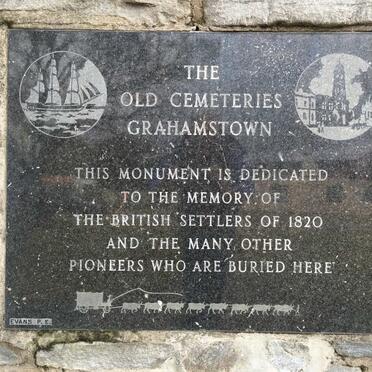 THE
OLD CEMETERIES
GRAHAMSTOWN
THIS MONUMENT IS DEDICATED
TO THE MEMORY OF
THE BRITISH SETTLERS OF 1820
AND THE MANY OTHER
PIONEERS WHO ARE BURIED HERE
EVANS P.E.